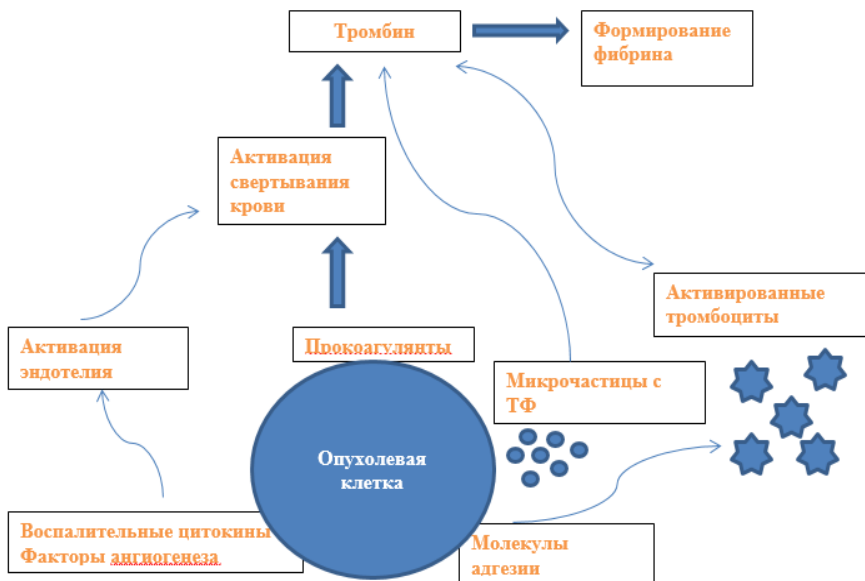 Тромбин
Формирование
фибрина
Активация
свертывания
крови
Активированные
тромбоциты
Активация
эндотелия
Прокоагулянты
Микрочастицы с
ТФ
Опухолевая
клетка
Воспалительные цитокины
Факторы ангиогенеза
Молекулы
адгезии